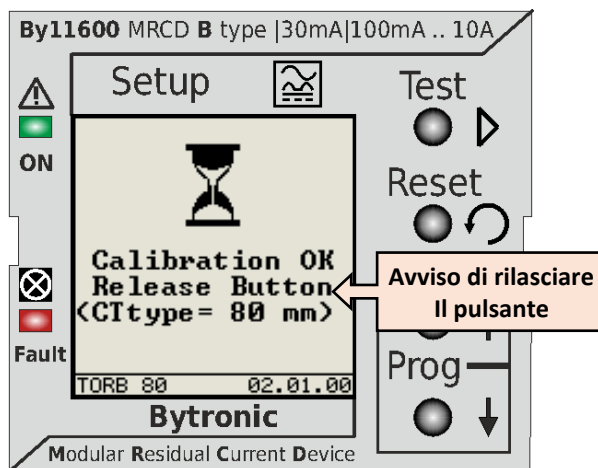 By11600 MRCD B type |30mA|100mA .. 10A
Setup
Test
ON
Reset
Calibration OK
Release Button
(CTtype= 80 mm)
Avviso di rilasciare
Il pulsante
Fault
Prog
TORB 80 02.01.00
Bytronic
Modular Residual Current Device